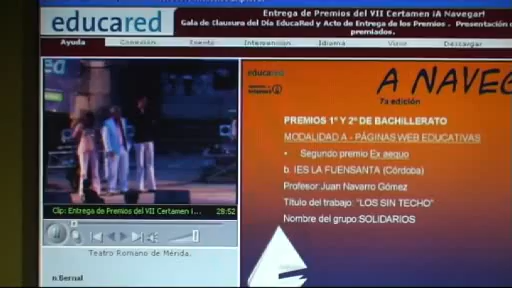 educared
Entrega de Premios del VII Certamen ¡A Navegar!
Gala de Clausura del Día EducaRed y Acto de Entrega de los Premios . Presentación
premiados.
Ayuda Conexión Evento Intervención Idioma Visor Descargar
educared
A NAVEG
7a edición
PREMIOS 1º Y 2º DE BACHILLERATO
MODALIDAD A - PÁGINAS WEB EDUCATIVAS
• Segundo premio Ex aequo
b. IES LA FUENSANTA (Córdoba)
Profesor Juan Navarro Gómez
Título del trabajo: "LOS SIN TECHO"
Nombre del grupo: SOLIDARIOS
Clip: Entrega de Premios del VII Certamen I... 28:52
Teatro Romano de Mérida.
n.Bernal